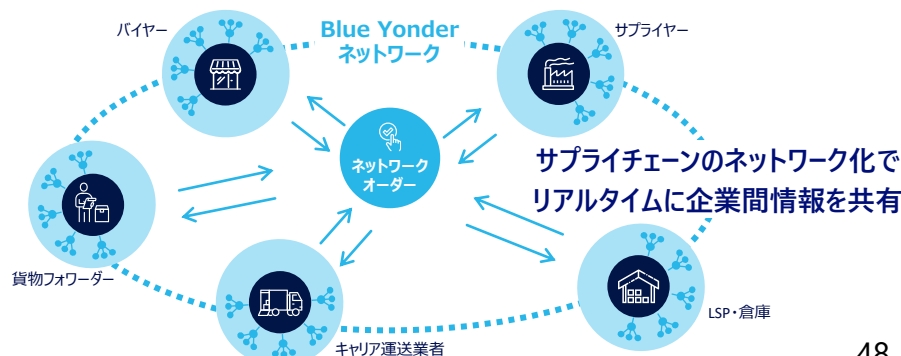 バイヤー
Blue Yonder
ネットワーク
サプライヤー
ネットワーク
オーダー
サプライチェーンのネットワーク化で
リアルタイムに企業間情報を共有
貨物フォワーダー
LSP・倉庫
キャリア運送業者
48